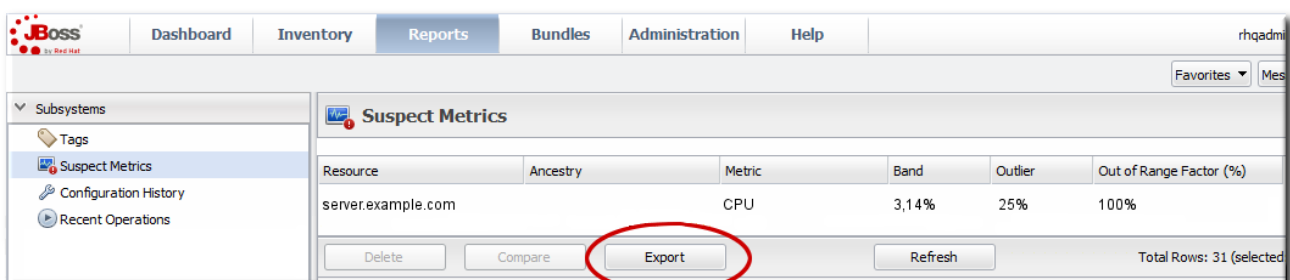 JBoss Dashboard Inventory Reports Bundles Administration Help rhqadmi
by Red Hat
Favorites Mes
Subsystems
Suspect Metrics
Tags
Suspect Metrics
Resource Ancestry Metric Band Outlier Out of Range Factor (%)
Configuration History
server.example.com CPU 3,14% 25% 100%
Recent Operations
Delete Compare Export Refresh Total Rows: 31 (selected